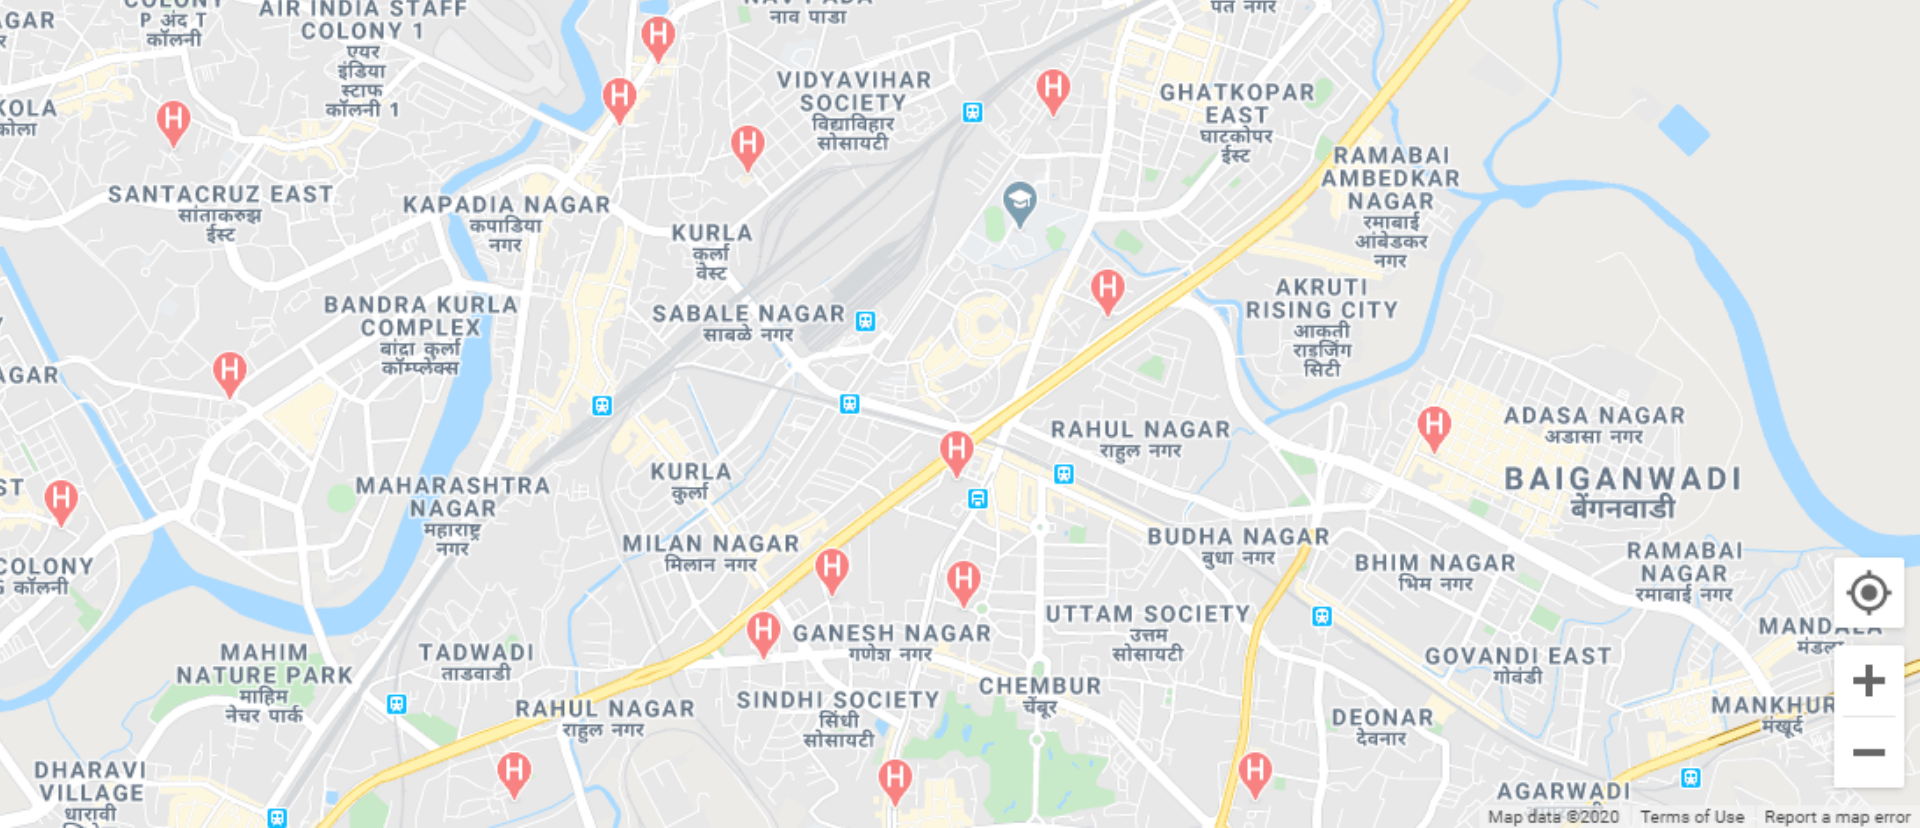 COLONY
P अंद T
कॉलनी
AIR INDIA STAFF
COLONY 1
एयर
इंडिया
स्टाफ
कॉलनी 1
नाव पाडा
VIDYAVIHAR
SOCIETY
विद्याविहार
सोसायटी
GHATKOPAR
EAST
घाटकोपर
ईस्ट
RAMABAI
AMBEDKAR
NAGAR
रमाबाई
आंबेडकर
नगर
SANTACRUZ EAST
सांताक्रुझ
ईस्ट
KAPADIA NAGAR
कपाडिया
नगर
KURLA
कुर्ला
वेस्ट
BANDRA KURLA
COMPLEX
बांद्रा कुर्ला
कॉम्प्लेक्स
SABALE NAGAR
साबळे नगर
AKRUTI
RISING CITY
आकृती
राइजिंग
सिटी
RAHUL NAGAR
राहुल नगर
ADASA NAGAR
अडासा नगर
BAIGANWADI
बेंगनवाडी
MAHARASHTRA
NAGAR
महाराष्ट्र
नगर
KURLA
कुर्ला
MILAN NAGAR
मिलान नगर
BUDHA NAGAR
बुधा नगर
BHIM NAGAR
भिम नगर
RAMABAI
NAGAR
रमाबाई नगर
COLONY
कॉलनी
MAHIM
NATURE PARK
माहिम
नेचर पार्क
TADWADI
ताडवाडी
GANESH NAGAR
गणेश नगर
UTTAM SOCIETY
उत्तम
सोसायटी
MANDALA
GOVANDI EAST
गोवंडी
RAHUL NAGAR
राहुल नगर
SINDHI SOCIETY
सिंधी
सोसायटी
CHEMBUR
चेंबूर
DEONAR
देवनार
MANKHUR
मंखूर्द
DHARAVI
VILLAGE
धारावी
AGARWADI
Map data ©2020 Terms of Use Report a map error